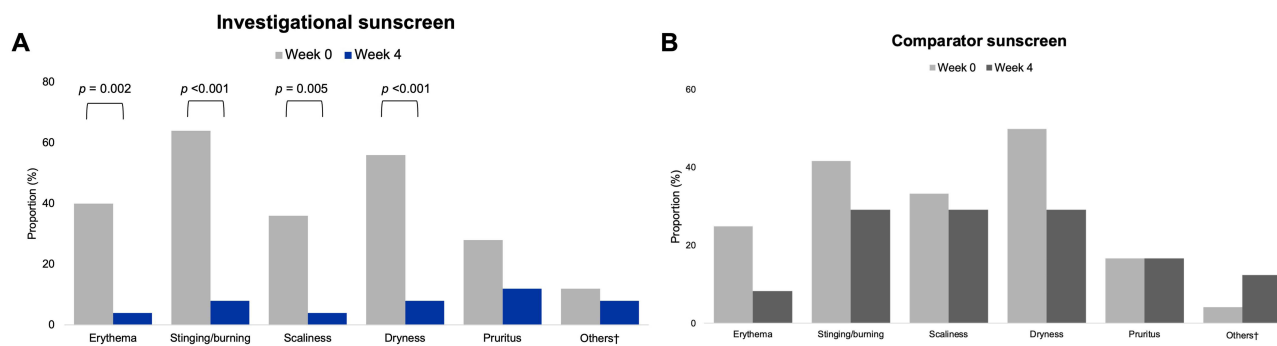 Investigational sunscreen
A
Week 0 Week 4
80
p = 0.002 p <0.001 p = 0.005 p <0.001
60
40
20
0
Proportion (%)
Erythema Stinging/burning Scaliness Dryness Pruritus Others†
B
Comparator sunscreen
Week 0 Week 4
60
40
20
0
Proportion (%)
Erythema Stinging/burning Scaliness Dryness Pruritus Others†